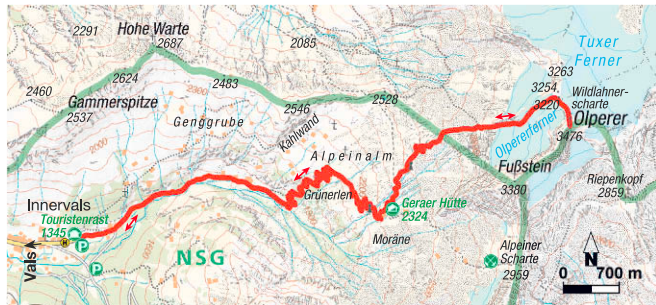 2291
Hohe Warte
2687
2085
Tuxer
Ferner
2460
2624
2483
3263
3254
Wildlahner-
scharte
3220
Gammerspitze
2537
2900
2546
2528
Olpererferner
Olperer
3476
Genggrube
Kahlwand
Alpeinalm
Fußstein
3380
Riepenkopf
2859
2000
Grünerlen
Geraer Hütte
2324
Innervals
Touristenrast
1345
H
P
P
Vals
NSG
Moräne
Alpeiner
Scharte
2959
N
0 700 m